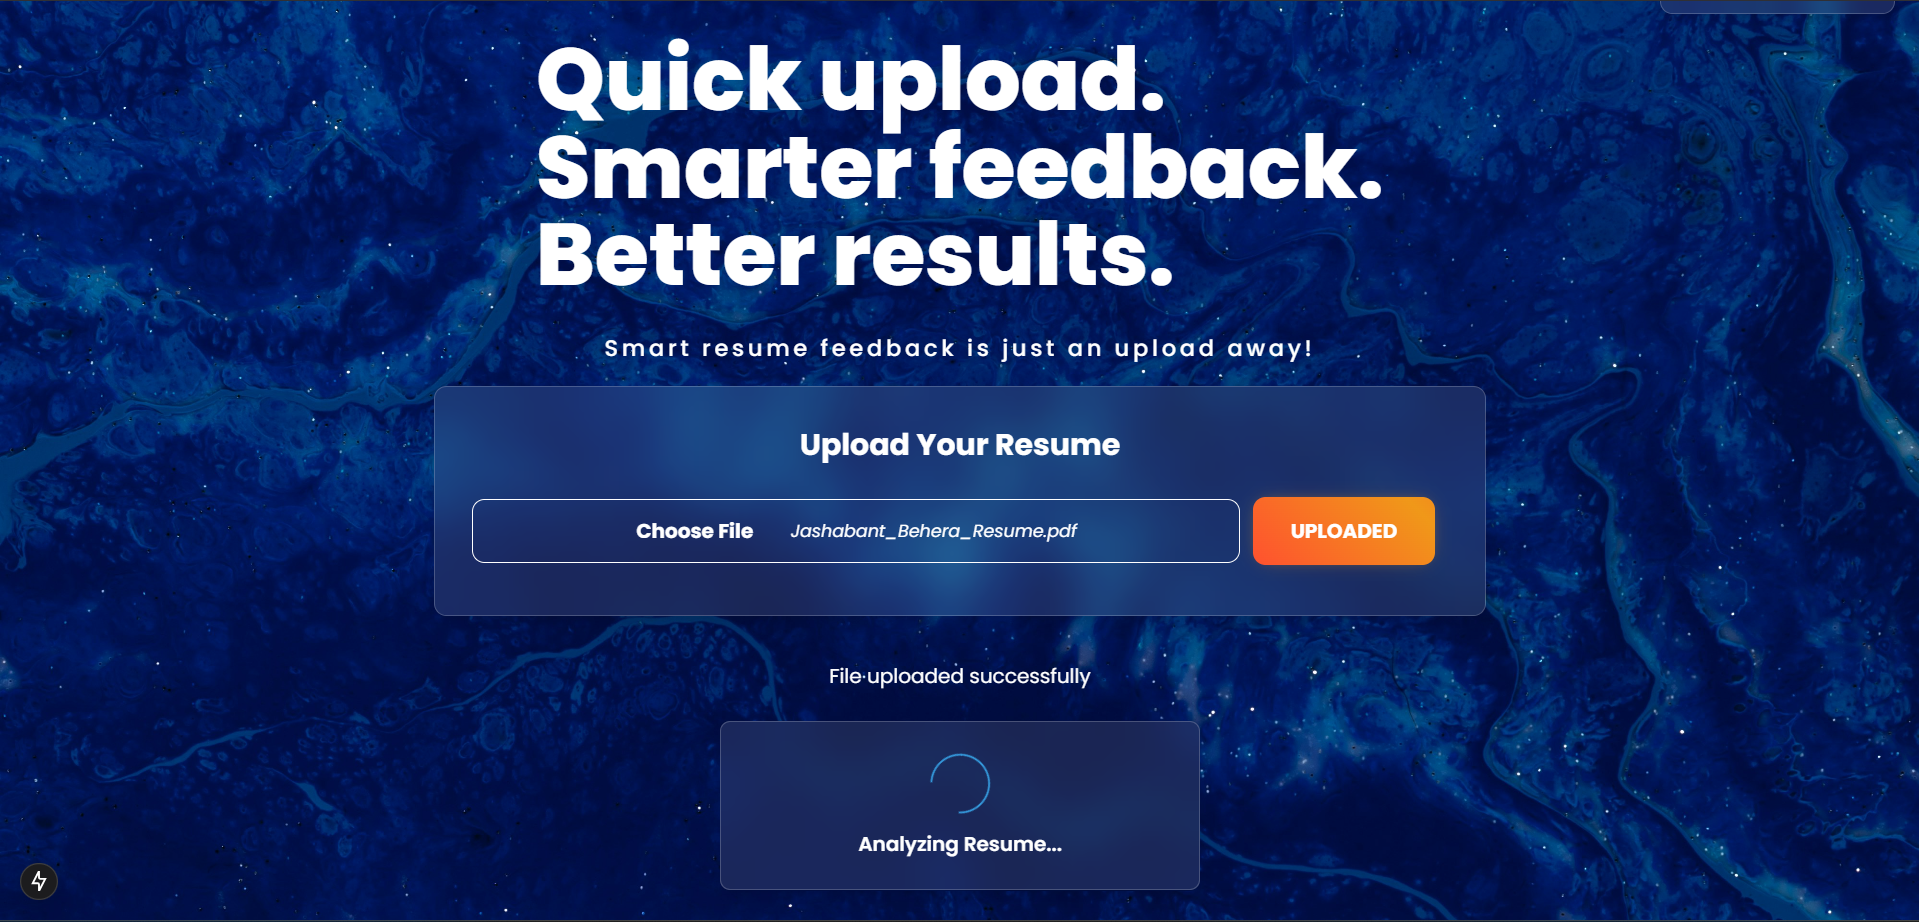 Quick upload.
Smarter feedback.
Better results.
Smart resume feedback is just an upload away!
Upload Your Resume
Choose File Jashabant_Behera_Resume.pdf UPLOADED
File uploaded successfully
Analyzing Resume...